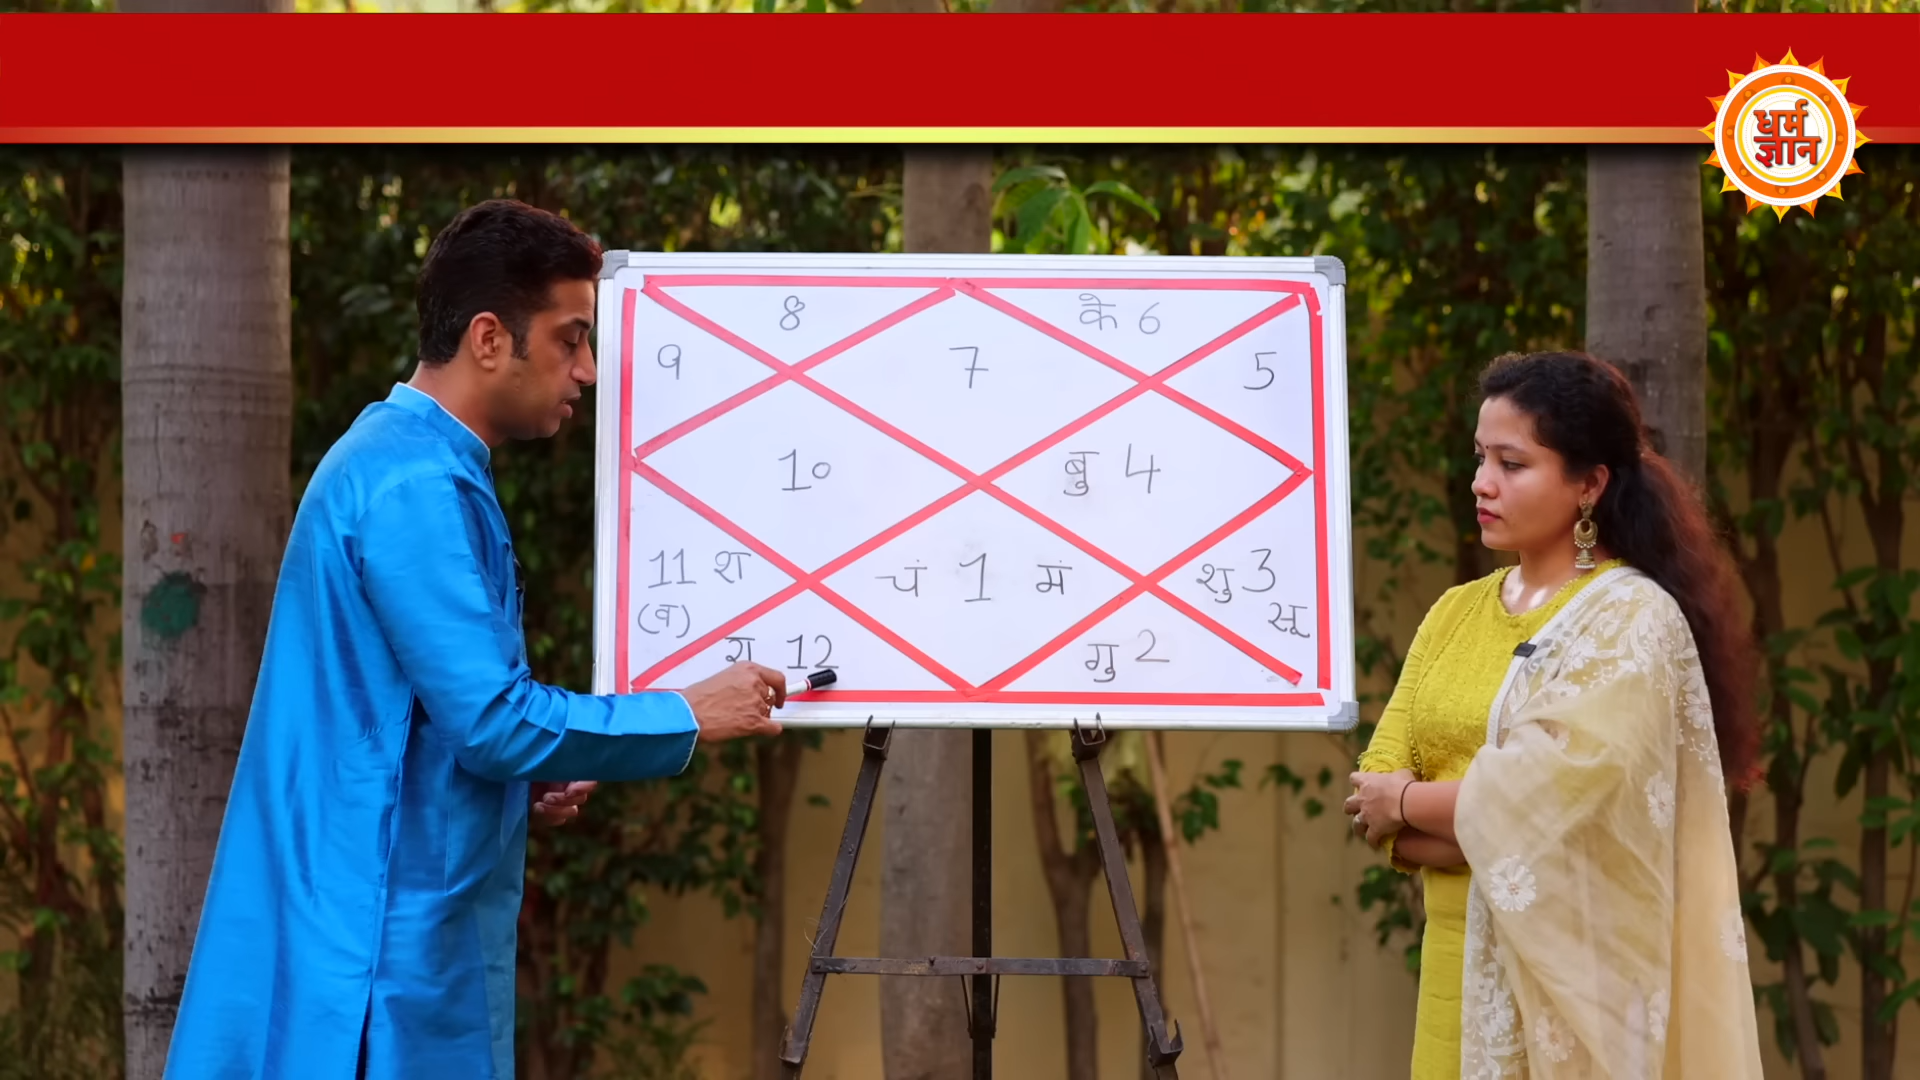 धर्म
ज्ञान
8
के 6
9
7
5
10
बु 4
11 श
(व)
चं 1 मं
शु 3
सू
12
गु 2